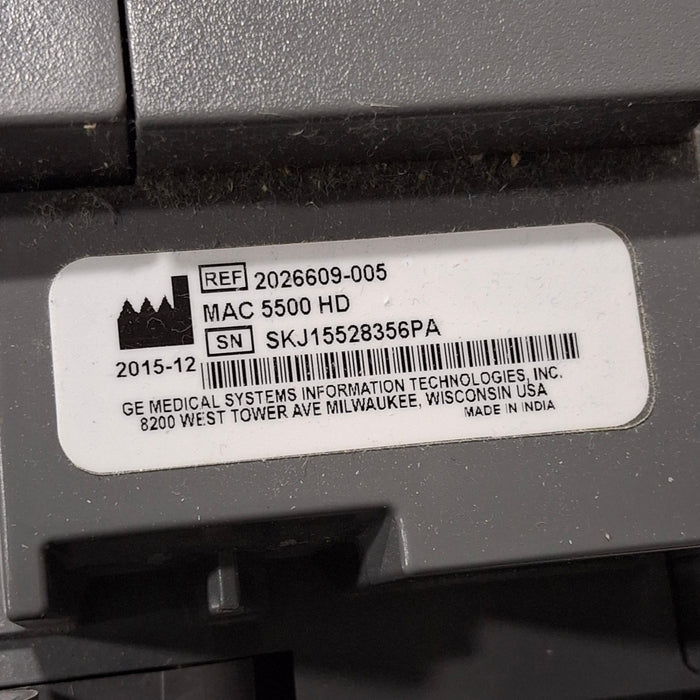 REF 2026609-005
MAC 5500 HD
SN SKJ15528356PA
2015-12
GE MEDICAL SYSTEMS INFORMATION TECHNOLOGIES, INC.
8200 WEST TOWER AVE MILWAUKEE, WISCONSIN USA
MADE IN INDIA